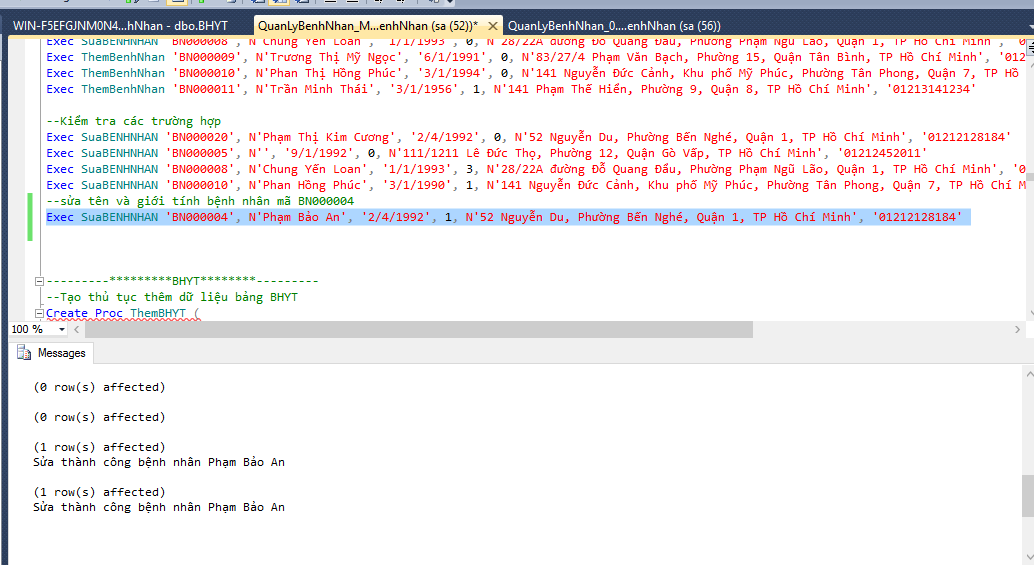 WIN-F5EFGJNM0N4...hNhan - dbo.BHYT
QuanLyBenhNhan_M...enhNhan (sa (52))*
QuanLyBenhNhan_0....enhNhan (sa (56))
Exec SuaBENHNHAN 'BN000008', N'Chung Yến Loan', '1/1/1993', 0, N'28/22A đường Đỗ Quang Đẩu, Phường Phạm Ngũ Lão, Quận 1, TP Hồ Chí Minh', '0
Exec ThemBenhNhan 'BN000009', N'Trương Thị Mỹ Ngọc', '6/1/1991', 0, N'83/27/4 Phạm Văn Bạch, Phường 15, Quận Tân Bình, TP Hồ Chí Minh', '012
Exec ThemBenhNhan 'BN000010', N'Phan Thị Hồng Phúc', '3/1/1994', 0, N'141 Nguyễn Đức Cảnh, Khu phố Mỹ Phúc, Phường Tân Phong, Quận 7, TP Hồ
Exec ThemBenhNhan 'BN000011', N'Trần Minh Thái', '3/1/1956', 1, N'141 Phạm Thế Hiển, Phường 9, Quận 8, TP Hồ Chí Minh', '01213141234'
--Kiểm tra các trường hợp
Exec SuaBENHNHAN 'BN000020', N'Phạm Thị Kim Cương', '2/4/1992', 0, N'52 Nguyễn Du, Phường Bến Nghé, Quận 1, TP Hồ Chí Minh', '01212128184'
Exec SuaBENHNHAN 'BN000005', N'', '9/1/1992', 0, N'111/1211 Lê Đức Thọ, Phường 12, Quận Gò Vấp, TP Hồ Chí Minh', '01212452011'
Exec SuaBENHNHAN 'BN000008', N'Chung Yến Loan', '1/1/1993', 3, N'28/22A đường Đỗ Quang Đẩu, Phường Phạm Ngũ Lão, Quận 1, TP Hồ Chí Minh', '0
Exec SuaBENHNHAN 'BN000010', N'Phan Hồng Phúc', '3/1/1990', 1, N'141 Nguyễn Đức Cảnh, Khu phố Mỹ Phúc, Phường Tân Phong, Quận 7, TP Hồ Chí M
--sửa tên và giới tính bệnh nhân mã BN000004
Exec SuaBENHNHAN 'BN000004', N'Phạm Bảo An', '2/4/1992', 1, N'52 Nguyễn Du, Phường Bến Nghé, Quận 1, TP Hồ Chí Minh', '01212128184'
---------*********BHYT********---------
--Tạo thủ tục thêm dữ liệu bảng BHYT
Create Proc ThemBHYT (
100 %
Messages
(0 row(s) affected)
(0 row(s) affected)
(1 row(s) affected)
Sửa thành công bệnh nhân Phạm Bảo An
(1 row(s) affected)
Sửa thành công bệnh nhân Phạm Bảo An